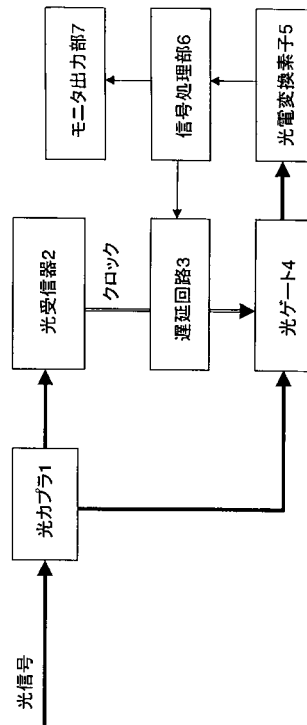 光信号
光カプラ1
光受信器2
クロック
遅延回路3
光ゲート4
光電変換素子5
信号処理部6
モニタ出力部7